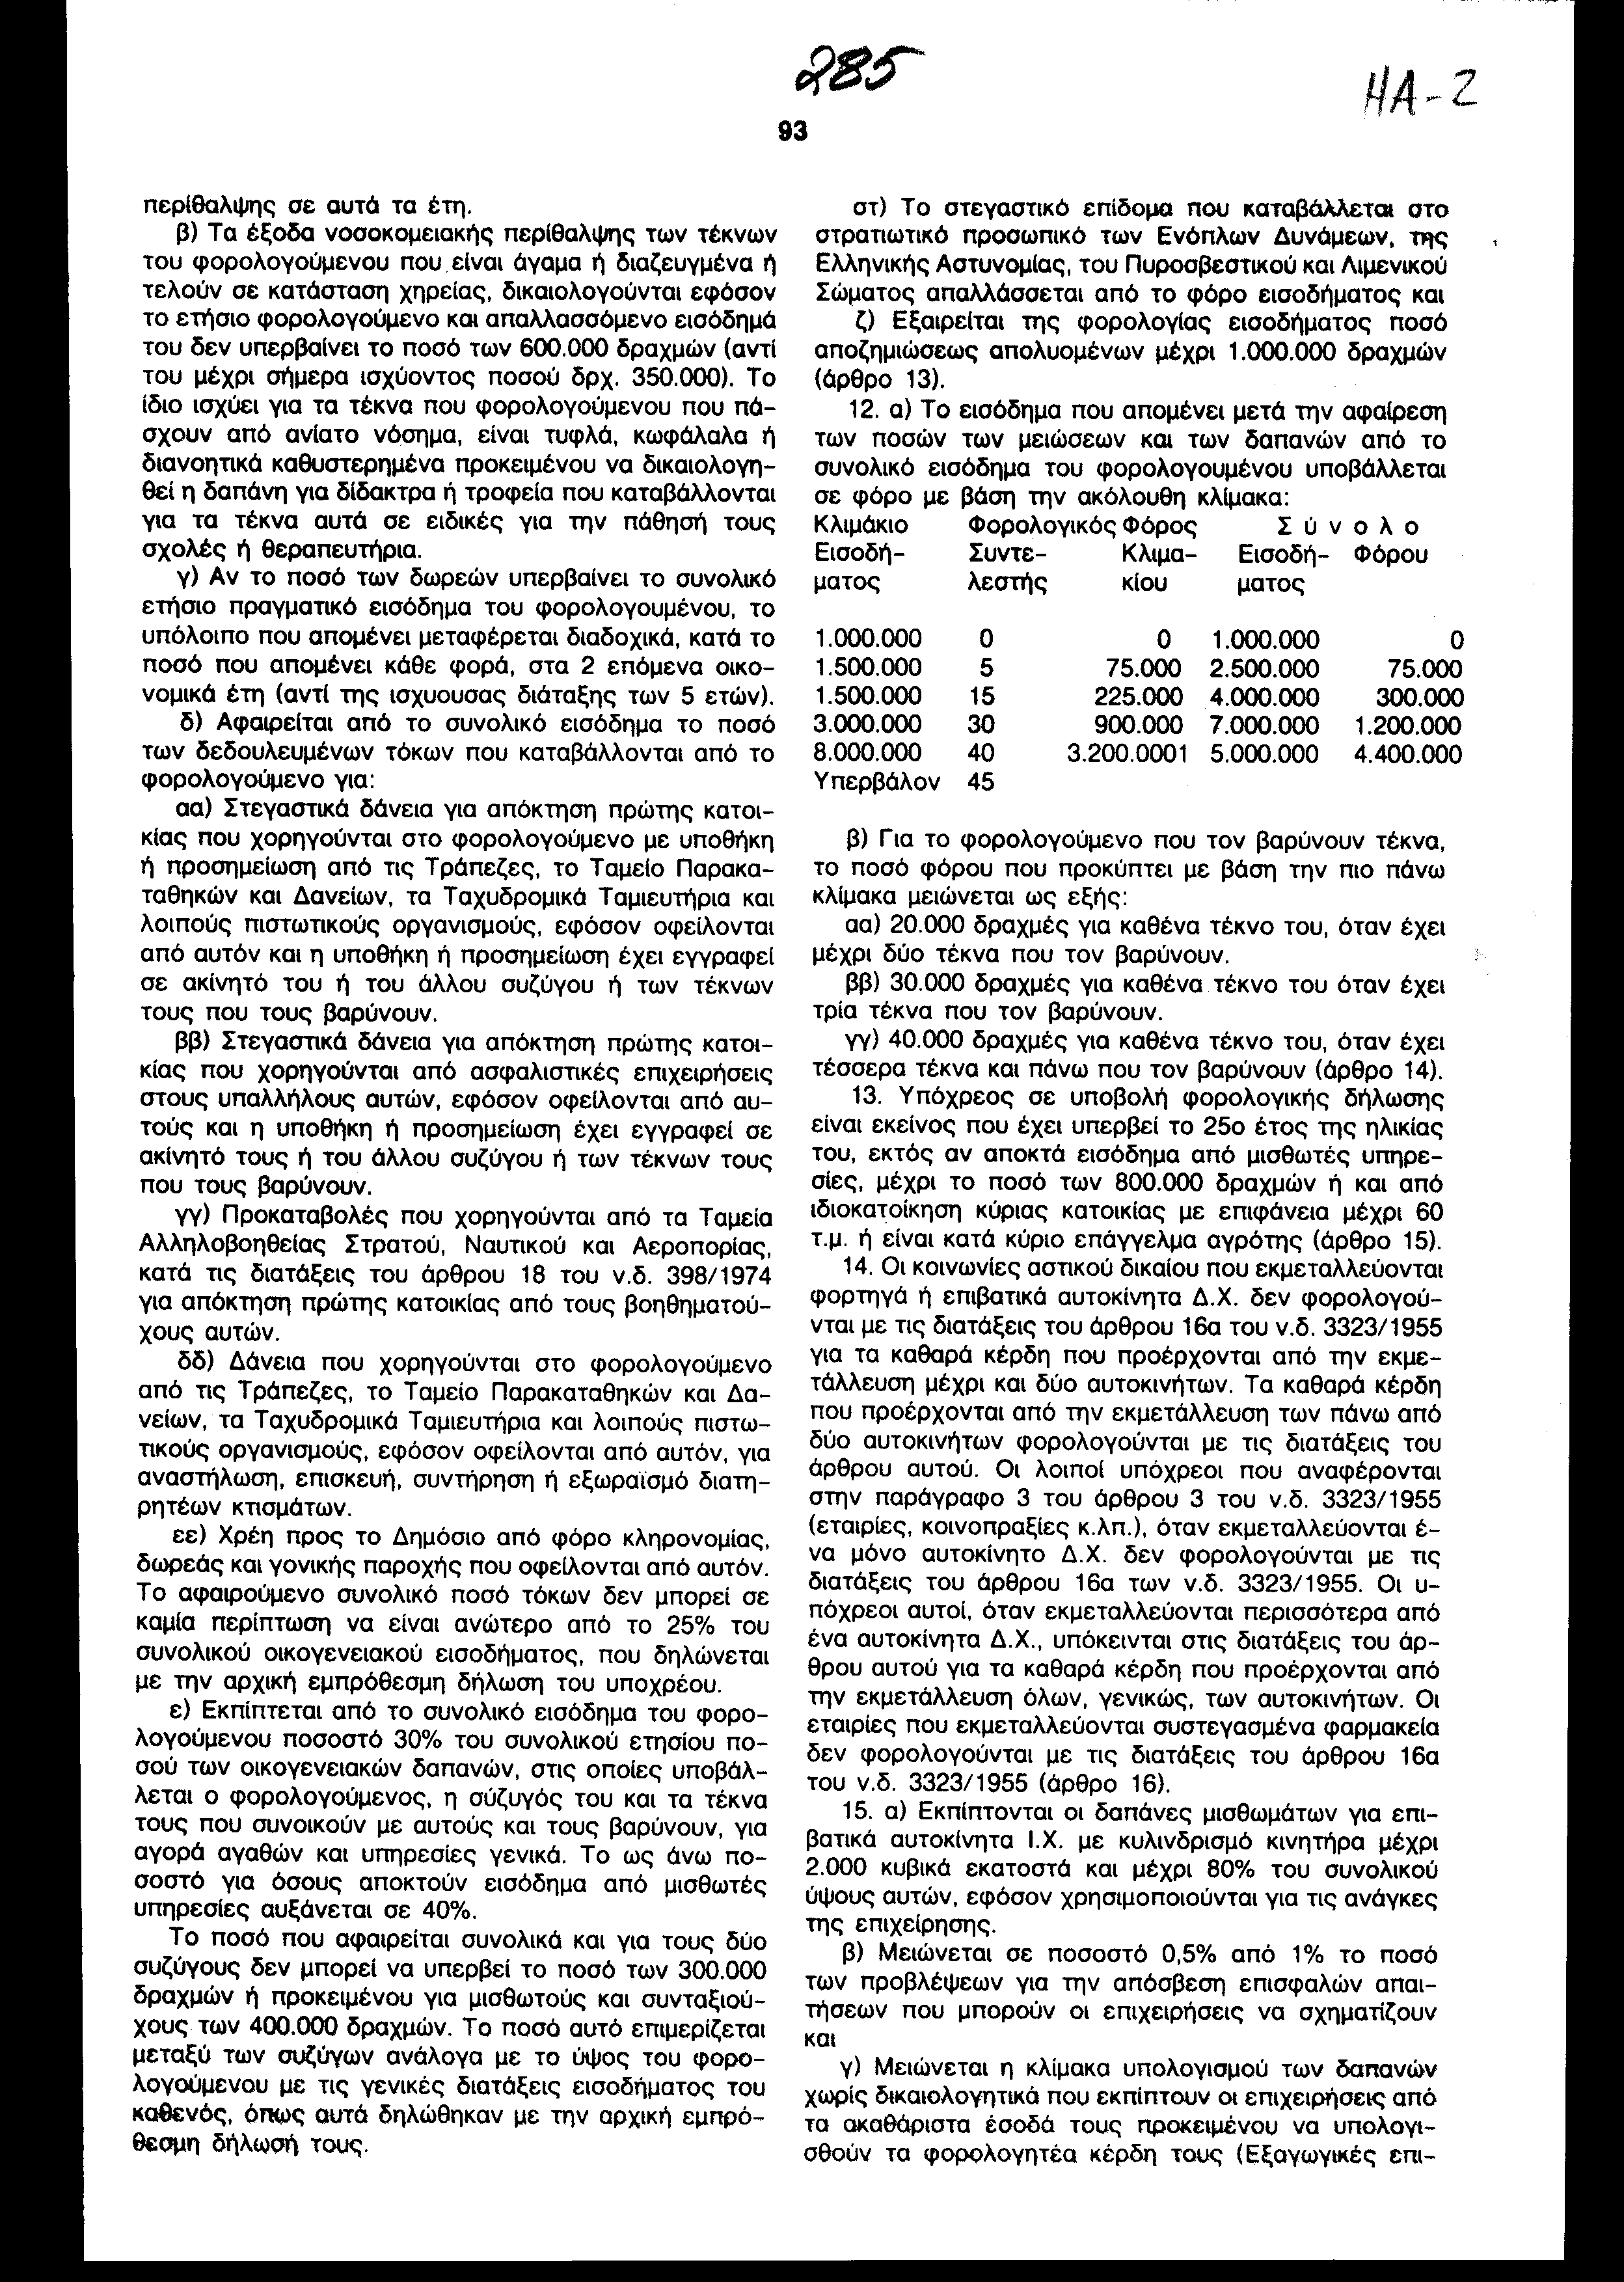 285
ΗΑ-2
93
περίθαλψης σε αυτά τα έτη.
β) Τα έξοδα νοσοκομειακής περίθαλψης των τέκνων
του φορολογούμενου που είναι άγαμα ή διαζευγμένα ή
τελούν σε κατάσταση χηρείας, δικαιολογούνται εφόσον
το ετήσιο φορολογούμενο και απαλλασσόμενο εισόδημά
του δεν υπερβαίνει το ποσό των 600.000 δραχμών (αντί
του μέχρι σήμερα ισχύοντος ποσού δρχ. 350.000). Το
ίδιο ισχύει για τα τέκνα που φορολογούμενου που πά-
σχουν από ανίατο νόσημα, είναι τυφλά, κωφάλαλα ή
διανοητικά καθυστερημένα προκειμένου να δικαιολογη-
θεί η δαπάνη για δίδακτρα ή τροφεία που καταβάλλονται
για τα τέκνα αυτά σε ειδικές για την πάθησή τους
σχολές ή θεραπευτήρια.
γ) Αν το ποσό των δωρεών υπερβαίνει το συνολικό
ετήσιο πραγματικό εισόδημα του φορολογουμένου, το
υπόλοιπο που απομένει μεταφέρεται διαδοχικά, κατά το
ποσό που απομένει κάθε φορά, στα 2 επόμενα οικο-
νομικά έτη (αντί της ισχυουσας διάταξης των 5 ετών).
δ) Αφαιρείται από το συνολικό εισόδημα το ποσό
των δεδουλευμένων τόκων που καταβάλλονται από το
φορολογούμενο για:
αα) Στεγαστικά δάνεια για απόκτηση πρώτης κατοι-
κίας που χορηγούνται στο φορολογούμενο με υποθήκη
ή προσημείωση από τις Τράπεζες, το Ταμείο Παρακα-
ταθηκών και Δανείων, τα Ταχυδρομικά Ταμιευτήρια και
λοιπούς πιστωτικούς οργανισμούς, εφόσον οφείλονται
από αυτόν και η υποθήκη ή προσημείωση έχει εγγραφεί
σε ακίνητό του ή του άλλου συζύγου ή των τέκνων
τους που τους βαρύνουν.
ββ) Στεγαστικά δάνεια για απόκτηση πρώτης κατοι-
κίας που χορηγούνται από ασφαλιστικές επιχειρήσεις
στους υπαλλήλους αυτών, εφόσον οφείλονται από αυ-
τούς και η υποθήκη ή προσημείωση έχει εγγραφεί σε
ακίνητό τους ή του άλλου συζύγου ή των τέκνων τους
που τους βαρύνουν.
γγ) Προκαταβολές που χορηγούνται από τα Ταμεία
Αλληλοβοηθείας Στρατού, Ναυτικού και Αεροπορίας,
κατά τις διατάξεις του άρθρου 18 του ν.δ. 398/1974
για απόκτηση πρώτης κατοικίας από τους βοηθηματού-
χους αυτών.
δδ) Δάνεια που χορηγούνται στο φορολογούμενο
από τις Τράπεζες, το Ταμείο Παρακαταθηκών και Δα-
νείων, τα Ταχυδρομικά Ταμιευτήρια και λοιπούς πιστω-
τικούς οργανισμούς, εφόσον οφείλονται από αυτόν, για
αναστήλωση, επισκευή, συντήρηση ή εξωραϊσμό διατη-
ρητέων κτισμάτων.
εε) Χρέη προς το Δημόσιο από φόρο κληρονομίας,
δωρεάς και γονικής παροχής που οφείλονται από αυτόν.
Το αφαιρούμενο συνολικό ποσό τόκων δεν μπορεί σε
καμία περίπτωση να είναι ανώτερο από το 25% του
συνολικού οικογενειακού εισοδήματος, που δηλώνεται
με την αρχική εμπρόθεσμη δήλωση του υποχρέου.
ε) Εκπίπτεται από το συνολικό εισόδημα του φορο-
λογούμενου ποσοστό 30% του συνολικού ετησίου πο-
σού των οικογενειακών δαπανών, στις οποίες υποβάλ-
λεται ο φορολογούμενος, η σύζυγός του και τα τέκνα
τους που συνοικούν με αυτούς και τους βαρύνουν, για
αγορά αγαθών και υπηρεσίες γενικά. Το ως άνω πο-
σοστό για όσους αποκτούν εισόδημα από μισθωτές
υπηρεσίες αυξάνεται σε 40%.
Το ποσό που αφαιρείται συνολικά και για τους δύο
συζύγους δεν μπορεί να υπερβεί το ποσό των 300.000
δραχμών ή προκειμένου για μισθωτούς και συνταξιού-
χους των 400.000 δραχμών. Το ποσό αυτό επιμερίζεται
μεταξύ των συζύγων ανάλογα με το ύψος του φορο-
λογούμενου με τις γενικές διατάξεις εισοδήματος του
καθενός, όπως αυτά δηλώθηκαν με την αρχική εμπρό-
θεσμη δήλωσή τους.
στ) Το στεγαστικό επίδομα που καταβάλλεται στο
στρατιωτικό προσωπικό των Ενόπλων Δυνάμεων, της
Ελληνικής Αστυνομίας, του Πυροσβεστικού και Λιμενικού
Σώματος απαλλάσσεται από το φόρο εισοδήματος και
ζ) Εξαιρείται της φορολογίας εισοδήματος ποσό
αποζημιώσεως απολυομένων μέχρι 1.000.000 δραχμών
(άρθρο 13).
12. α) Το εισόδημα που απομένει μετά την αφαίρεση
των ποσών των μειώσεων και των δαπανών από το
συνολικό εισόδημα του φορολογουμένου υποβάλλεται
σε φόρο με βάση την ακόλουθη κλίμακα:
Κλιμάκιο Φορολογικός Φόρος Σ ύ ν ο λ ο
Εισοδή- Συντε- Κλιμα- Εισοδή- Φόρου
ματος λεστής κίου ματος
1.000.000 0 0 1.000.000 0
1.500.000 5 75.000 2.500.000 75.000
1.500.000 15 225.000 4.000.000 300.000
3.000.000 30 900.000 7.000.000 1.200.000
8.000.000 40 3.200.0001 5.000.000 4.400.000
Υπερβάλον 45
β) Για το φορολογούμενο που τον βαρύνουν τέκνα,
το ποσό φόρου που προκύπτει με βάση την πιο πάνω
κλίμακα μειώνεται ως εξής:
αα) 20.000 δραχμές για καθένα τέκνο του, όταν έχει
μέχρι δύο τέκνα που τον βαρύνουν.
ββ) 30.000 δραχμές για καθένα τέκνο του όταν έχει
τρία τέκνα που τον βαρύνουν.
γγ) 40.000 δραχμές για καθένα τέκνο του, όταν έχει
τέσσερα τέκνα και πάνω που τον βαρύνουν (άρθρο 14).
13. Υπόχρεος σε υποβολή φορολογικής δήλωσης
είναι εκείνος που έχει υπερβεί το 25ο έτος της ηλικίας
του, εκτός αν αποκτά εισόδημα από μισθωτές υπηρε-
σίες, μέχρι το ποσό των 800.000 δραχμών ή και από
ιδιοκατοίκηση κύριας κατοικίας με επιφάνεια μέχρι 60
τ.μ. ή είναι κατά κύριο επάγγελμα αγρότης (άρθρο 15).
14. Οι κοινωνίες αστικού δικαίου που εκμεταλλεύονται
φορτηγά ή επιβατικά αυτοκίνητα Δ.Χ. δεν φορολογού-
νται με τις διατάξεις του άρθρου 16α του ν.δ. 3323/1955
για τα καθαρά κέρδη που προέρχονται από την εκμε-
τάλλευση μέχρι και δύο αυτοκινήτων. Τα καθαρά κέρδη
που προέρχονται από την εκμετάλλευση των πάνω από
δύο αυτοκινήτων φορολογούνται με τις διατάξεις του
άρθρου αυτού. Οι λοιποί υπόχρεοι που αναφέρονται
στην παράγραφο 3 του άρθρου 3 του ν.δ. 3323/1955
(εταιρίες, κοινοπραξίες κ.λπ.), όταν εκμεταλλεύονται έ-
να μόνο αυτοκίνητο Δ.Χ. δεν φορολογούνται με τις
διατάξεις του άρθρου 16α των ν.δ. 3323/1955. Οι υ-
πόχρεοι αυτοί, όταν εκμεταλλεύονται περισσότερα από
ένα αυτοκίνητα Δ.Χ., υπόκεινται στις διατάξεις του άρ-
θρου αυτού για τα καθαρά κέρδη που προέρχονται από
την εκμετάλλευση όλων, γενικώς, των αυτοκινήτων. Οι
εταιρίες που εκμεταλλεύονται συστεγασμένα φαρμακεία
δεν φορολογούνται με τις διατάξεις του άρθρου 16α
του ν.δ. 3323/1955 (άρθρο 16).
15. α) Εκπίπτονται οι δαπάνες μισθωμάτων για επι-
βατικά αυτοκίνητα Ι.Χ. με κυλινδρισμό κινητήρα μέχρι
2.000 κυβικά εκατοστά και μέχρι 80% του συνολικού
ύψους αυτών, εφόσον χρησιμοποιούνται για τις ανάγκες
της επιχείρησης.
β) Μειώνεται σε ποσοστό 0,5% από 1% το ποσό
των προβλέψεων για την απόσβεση επισφαλών απαι-
τήσεων που μπορούν οι επιχειρήσεις να σχηματίζουν
και
γ) Μειώνεται η κλίμακα υπολογισμού των δαπανών
χωρίς δικαιολογητικά που εκπίπτουν οι επιχειρήσεις από
τα ακαθάριστα έσοδά τους προκειμένου να υπολογι-
σθούν τα φορολογητέα κέρδη τους (Εξαγωγικές επι-